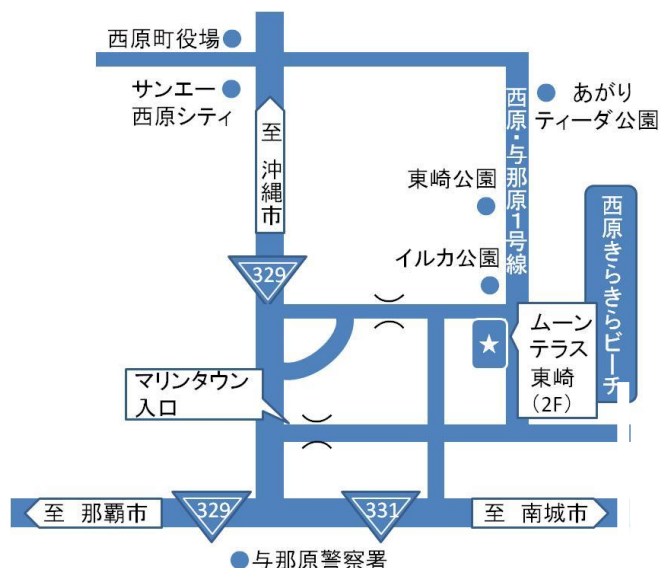 西原町役場
サンエー
西原シティ
至 沖縄市
西原・与那原1号線
あがり
ティーダ公園
東崎公園
イルカ公園
西原きらきらビーチ
329
ムーン
テラス
東崎
(2F)
マリンタウン
入口
至 那覇市
329
331
至 南城市
与那原警察署